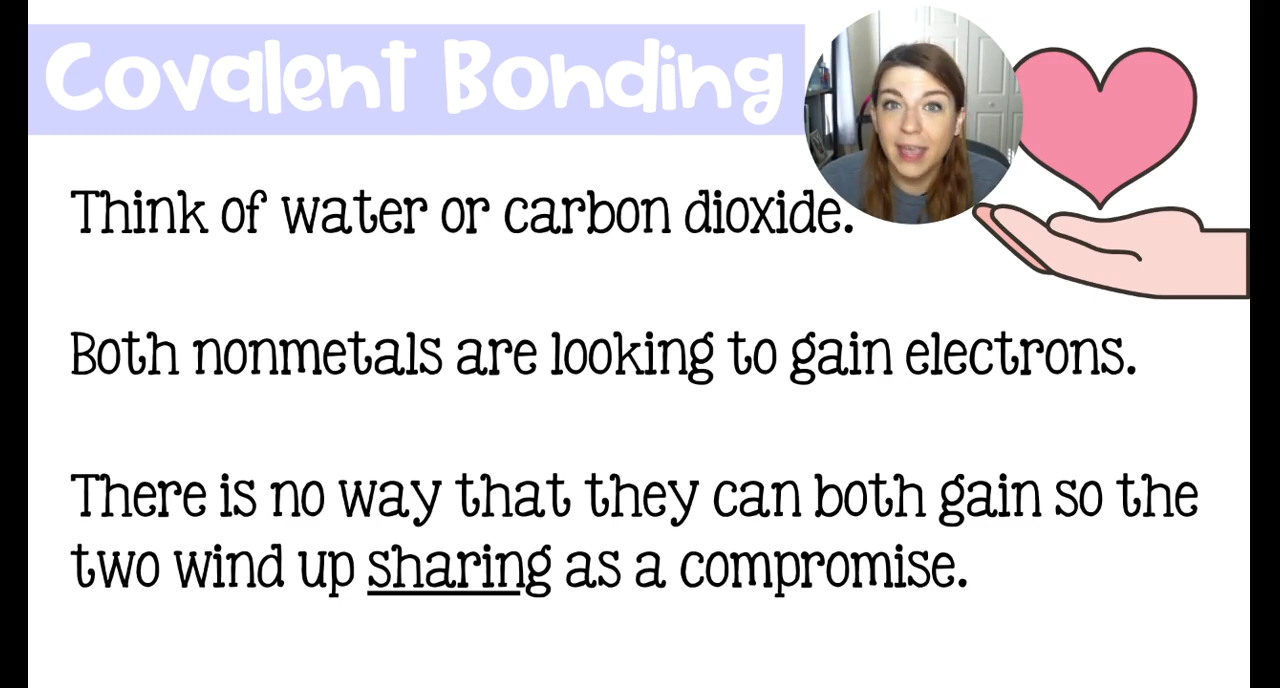 Covalent Bonding
Think of water or carbon dioxide.
Both nonmetals are looking to gain electrons.
There is no way that they can both gain so the
two wind up sharing as a compromise.